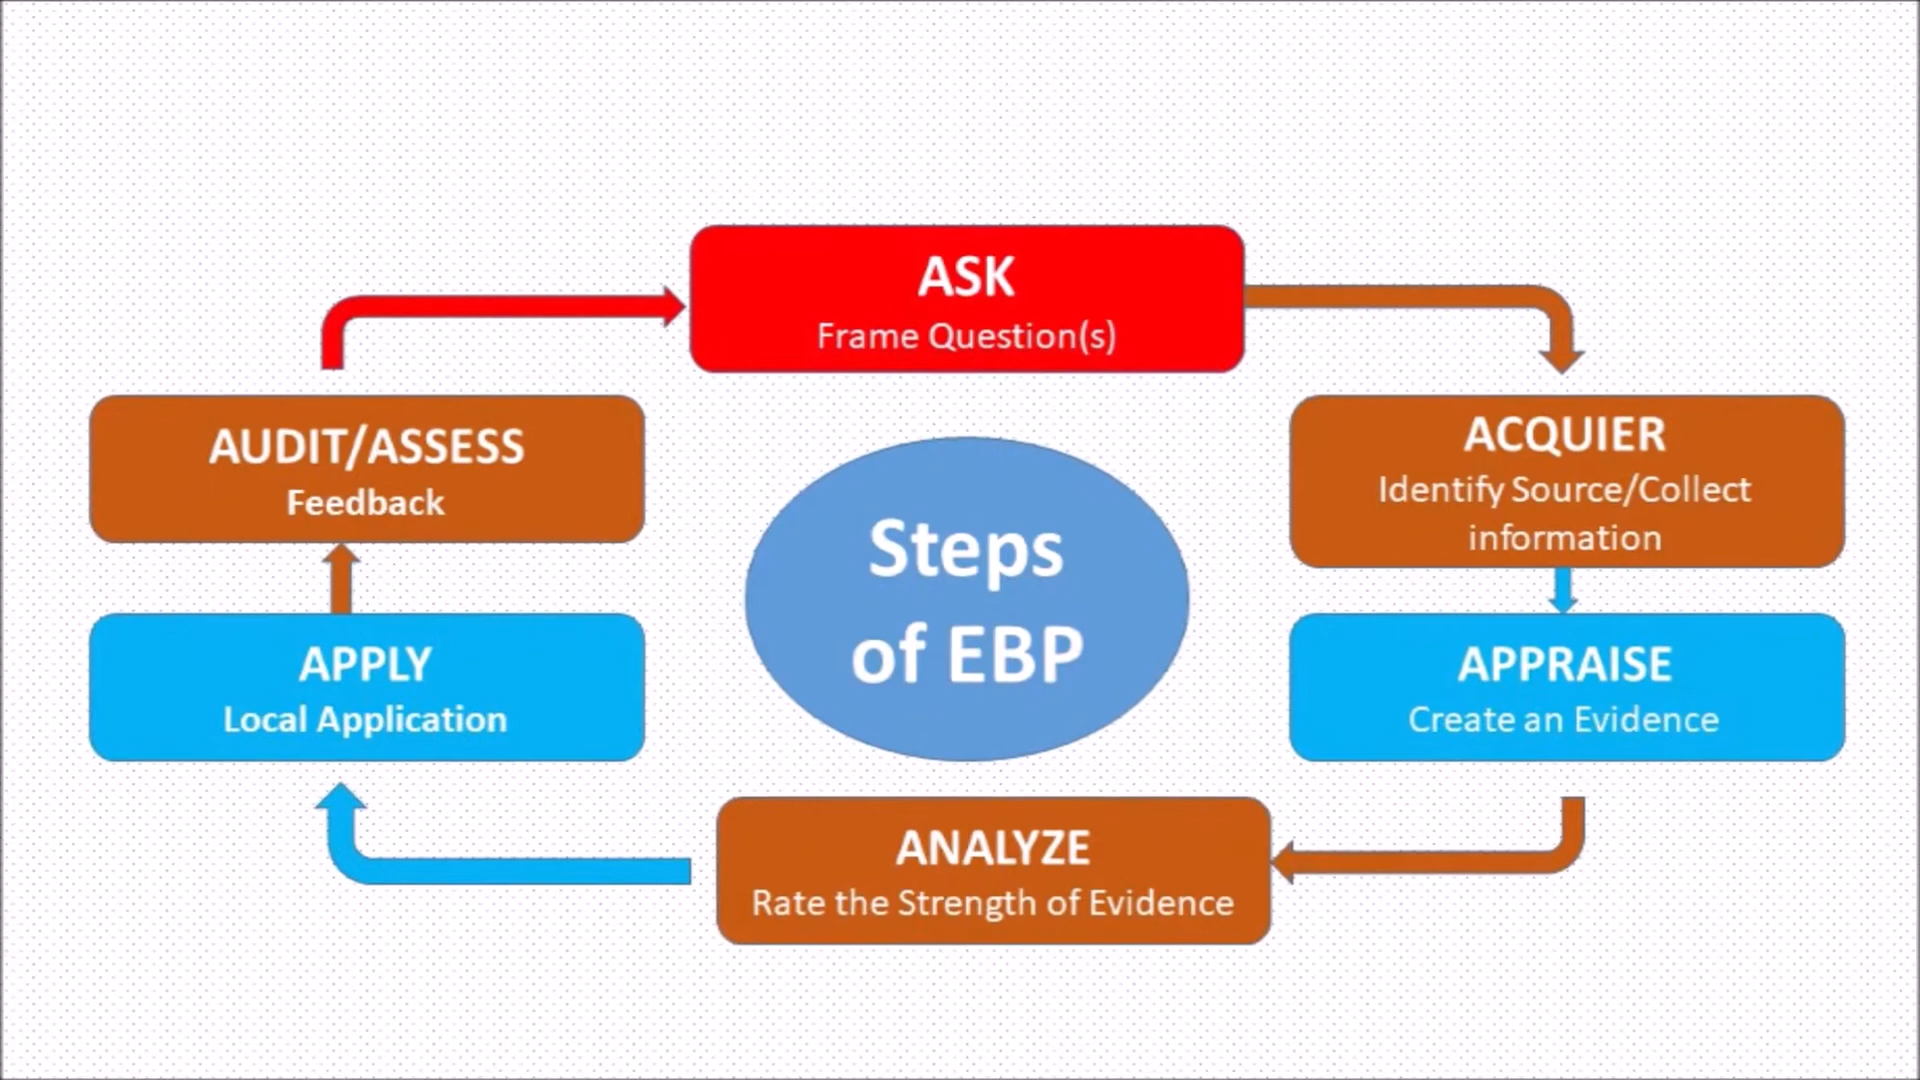 ASK
Frame Question(s)
AUDIT/ASSESS
Feedback
ACQUIER
Identify Source/Collect
information
Steps
of EBP
APPLY
Local Application
APPRAISE
Create an Evidence
ANALYZE
Rate the Strength of Evidence